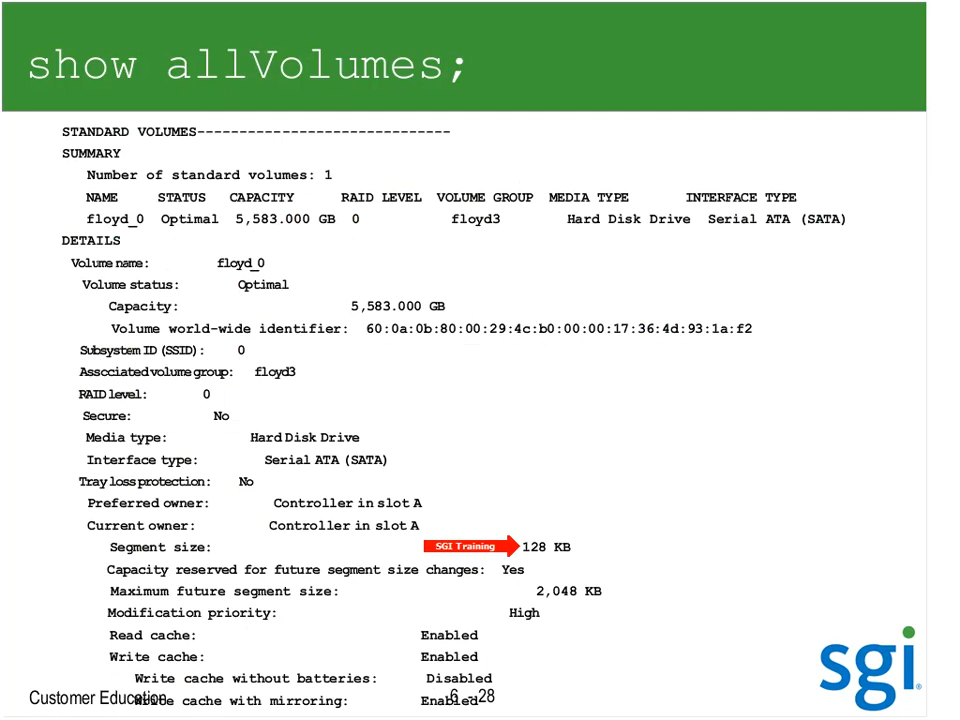 show allVolumes;
STANDARD VOLUMES------------------------------
SUMMARY
Number of standard volumes: 1
NAME STATUS CAPACITY RAID LEVEL VOLUME GROUP MEDIA TYPE INTERFACE TYPE
floyd_0 Optimal 5,583.000 GB 0 floyd3 Hard Disk Drive Serial ATA (SATA)
DETAILS
Volume name: floyd_0
Volume status: Optimal
Capacity: 5,583.000 GB
Volume world-wide identifier: 60:0a:0b:80:00:29:4c:b0:00:00:17:36:4d:93:1a:f2
Subsystem ID (SSID): 0
Associated volume group: floyd3
RAID level: 0
Secure: No
Media type: Hard Disk Drive
Interface type: Serial ATA (SATA)
Tray loss protection: No
Preferred owner: Controller in slot A
Current owner: Controller in slot A
Segment size: SGI Training 128 KB
Capacity reserved for future segment size changes: Yes
Maximum future segment size: 2,048 KB
Modification priority: High
Read cache: Enabled
Write cache: Enabled
Write cache without batteries: Disabled
Write cache with mirroring: Enabled
Customer Education 6 - 28
sgi®